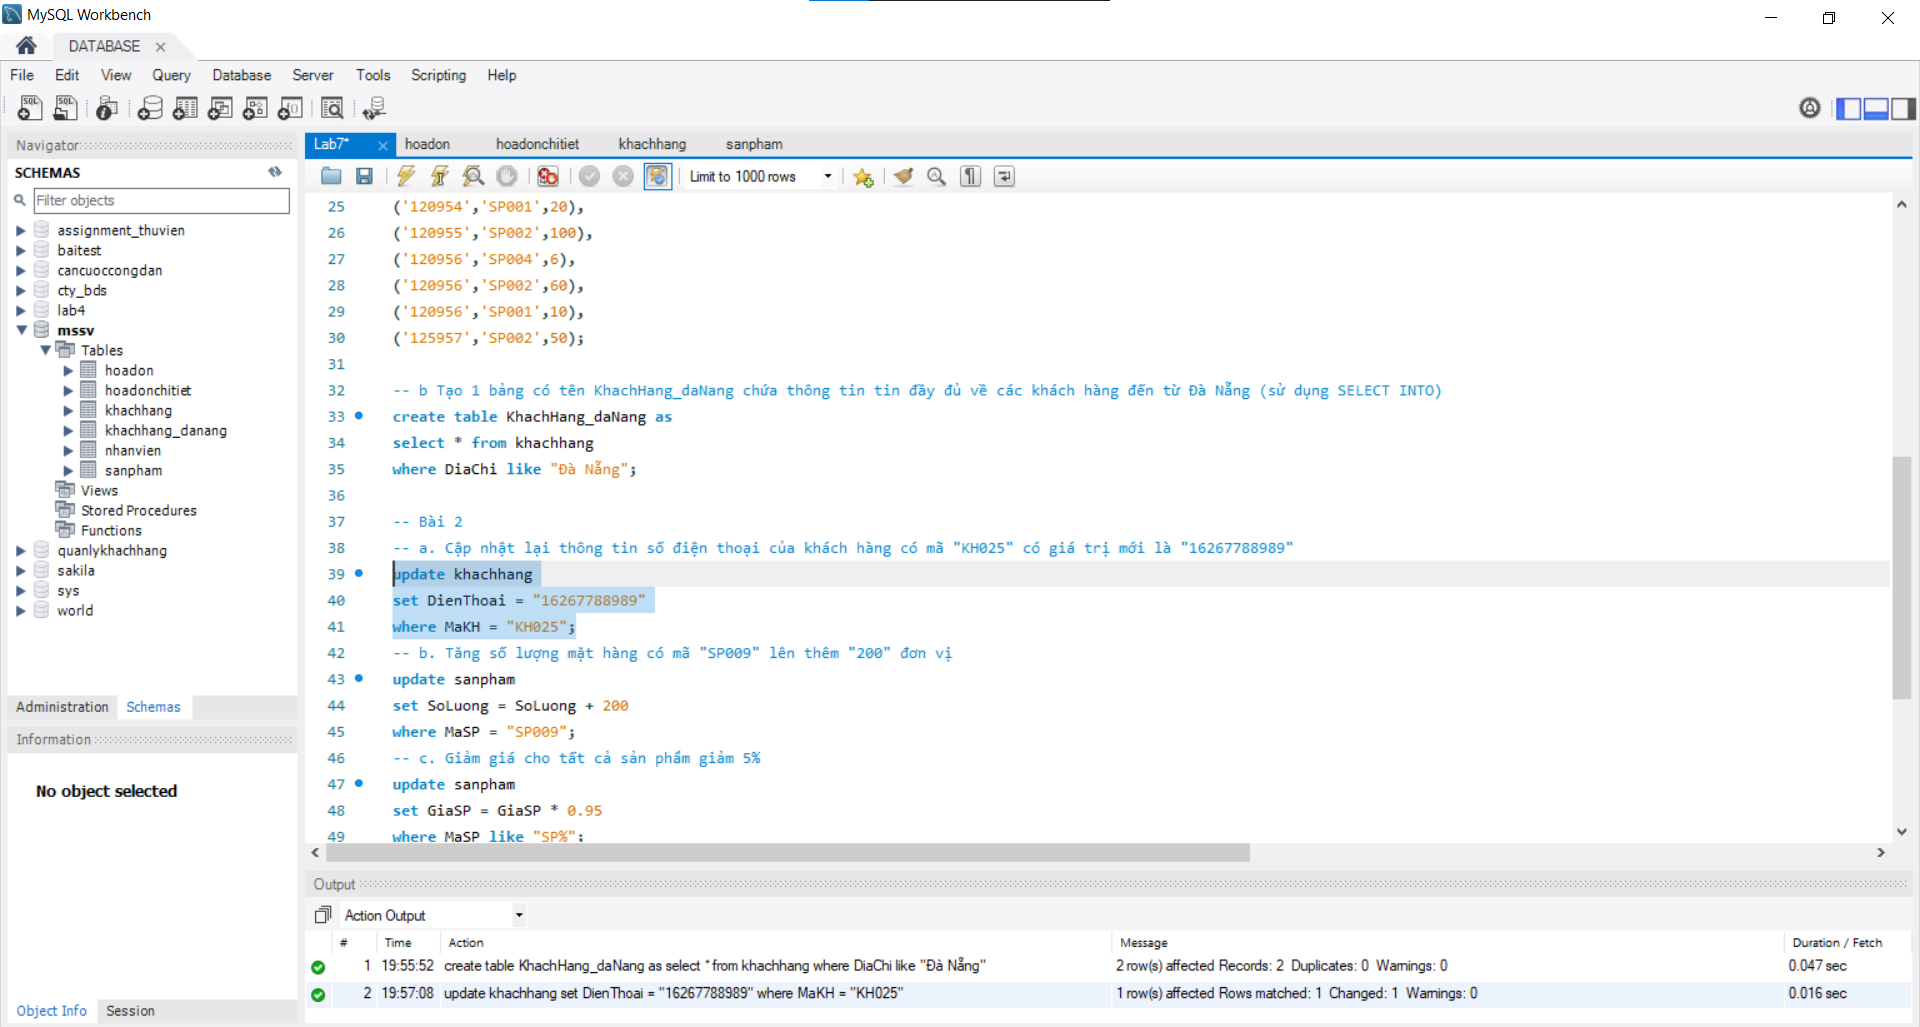 MySQL Workbench
DATABASE
File Edit View Query Database Server Tools Scripting Help
Navigator
SCHEMAS
Filter objects
assignment_thuvien
baitest
cancuoccongdan
cty_bds
lab4
mssv
Tables
hoadon
hoadonchitiet
khachhang
khachhang_danang
nhanvien
sanpham
Views
Stored Procedures
Functions
quanlykhachhang
sakila
sys
world
Administration Schemas
Information
No object selected
Object Info Session
Lab7* hoadon hoadonchitiet khachhang sanpham
Limit to 1000 rows
25 ('120954','SP001',20),
26 ('120955','SP002',100),
27 ('120956','SP004',6),
28 ('120956','SP002',60),
29 ('120956','SP001',10),
30 ('125957','SP002',50);
31
32 -- b Tạo 1 bảng có tên KhachHang_daNang chứa thông tin tin đầy đủ về các khách hàng đến từ Đà Nẵng (sử dụng SELECT INTO)
33 create table KhachHang_daNang as
34 select * from khachhang
35 where DiaChi like "Đà Nẵng";
36
37 -- Bài 2
38 -- a. Cập nhật lại thông tin số điện thoại của khách hàng có mã "KH025" có giá trị mới là "16267788989"
39 update khachhang
40 set DienThoai = "16267788989"
41 where MaKH = "KH025";
42 -- b. Tăng số lượng mặt hàng có mã "SP009" lên thêm "200" đơn vị
43 update sanpham
44 set SoLuong = SoLuong + 200
45 where MaSP = "SP009";
46 -- c. Giảm giá cho tất cả sản phẩm giảm 5%
47 update sanpham
48 set GiaSP = GiaSP * 0.95
49 where MaSP like "SP%";
Output
Action Output
# Time Action Message Duration / Fetch
1 19:55:52 create table KhachHang_daNang as select * from khachhang where DiaChi like "Đà Nẵng" 2 row(s) affected Records: 2 Duplicates: 0 Warnings: 0 0.047 sec
2 19:57:08 update khachhang set DienThoai = "16267788989" where MaKH = "KH025" 1 row(s) affected Rows matched: 1 Changed: 1 Warnings: 0 0.016 sec